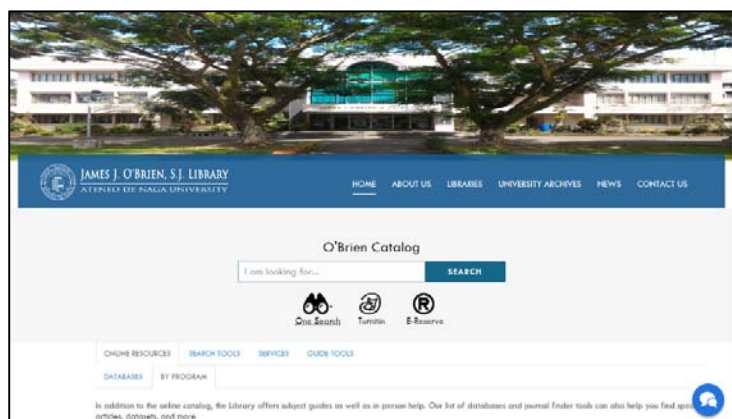 JAMES J. O'BRIEN, S.J. LIBRARY
ATENEO DE NAGA UNIVERSITY
HOME ABOUT US LIBRARIES UNIVERSITY ARCHIVES NEWS CONTACT US
O'Brien Catalog
I am looking for... SEARCH
One Search Turnitin E-Reserve
ONLINE RESOURCES SEARCH TOOLS SERVICES GUIDE TOOLS
DATABASES BY PROGRAM
In addition to the online catalog, the Library offers subject guides as well as in person help. Our list of databases and journal finder tools can also help you find
articles, datasets, and more.